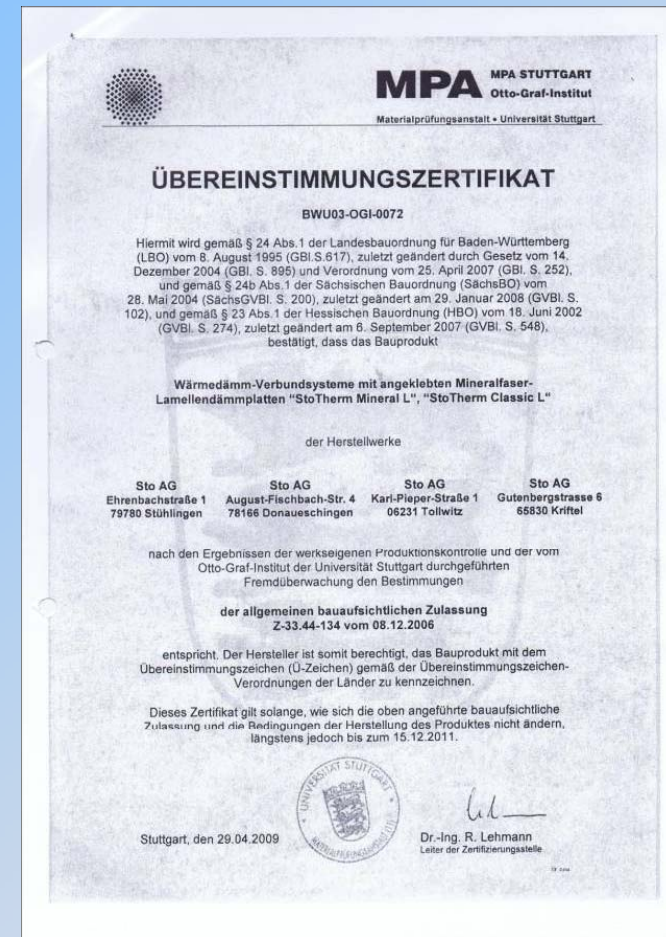 MPA MPA STUTTGART
Otto-Graf-Institut
Materialprüfungsanstalt • Universität Stuttgart
ÜBEREINSTIMMUNGSZERTIFIKAT
BWU03-OGI-0072
Hiermit wird gemäß § 24 Abs.1 der Landesbauordnung für Baden-Württemberg
(LBO) vom 8. August 1995 (GBl.S.617), zuletzt geändert durch Gesetz vom 14.
Dezember 2004 (GBl. S. 895) und Verordnung vom 25. April 2007 (GBl. S. 252),
und gemäß § 24b Abs.1 der Sächsischen Bauordnung (SächsBO) vom
28. Mai 2004 (SächsGVBl. S. 200), zuletzt geändert am 29. Januar 2008 (GVBl. S.
102), und gemäß § 23 Abs.1 der Hessischen Bauordnung (HBO) vom 18. Juni 2002
(GVBl. S. 274), zuletzt geändert am 6. September 2007 (GVBl. S. 548),
bestätigt, dass das Bauprodukt
Wärmedämm-Verbundsysteme mit angeklebten Mineralfaser-
Lamellendämmplatten "StoTherm Mineral L", "StoTherm Classic L"
der Herstellwerke
Sto AG Sto AG Sto AG Sto AG
Ehrenbachstraße 1 August-Fischbach-Str. 4 Karl-Pieper-Straße 1 Gutenbergstrasse 6
79780 Stühlingen 78166 Donaueschingen 06231 Tollwitz 65830 Kriftel
nach den Ergebnissen der werkseigenen Produktionskontrolle und der vom
Otto-Graf-Institut der Universität Stuttgart durchgeführten
Fremdüberwachung den Bestimmungen
der allgemeinen bauaufsichtlichen Zulassung
Z-33.44-134 vom 08.12.2006
entspricht. Der Hersteller ist somit berechtigt, das Bauprodukt mit dem
Übereinstimmungszeichen (Ü-Zeichen) gemäß der Übereinstimmungszeichen-
Verordnungen der Länder zu kennzeichnen.
Dieses Zertifikat gilt solange, wie sich die oben angeführte bauaufsichtliche
Zulassung und die Bedingungen der Herstellung des Produktes nicht ändern,
längstens jedoch bis zum 15.12.2011.
UNIVERSITÄT STUTTGART
Stuttgart, den 29.04.2009
Dr.-Ing. R. Lehmann
Leiter der Zertifizierungsstelle